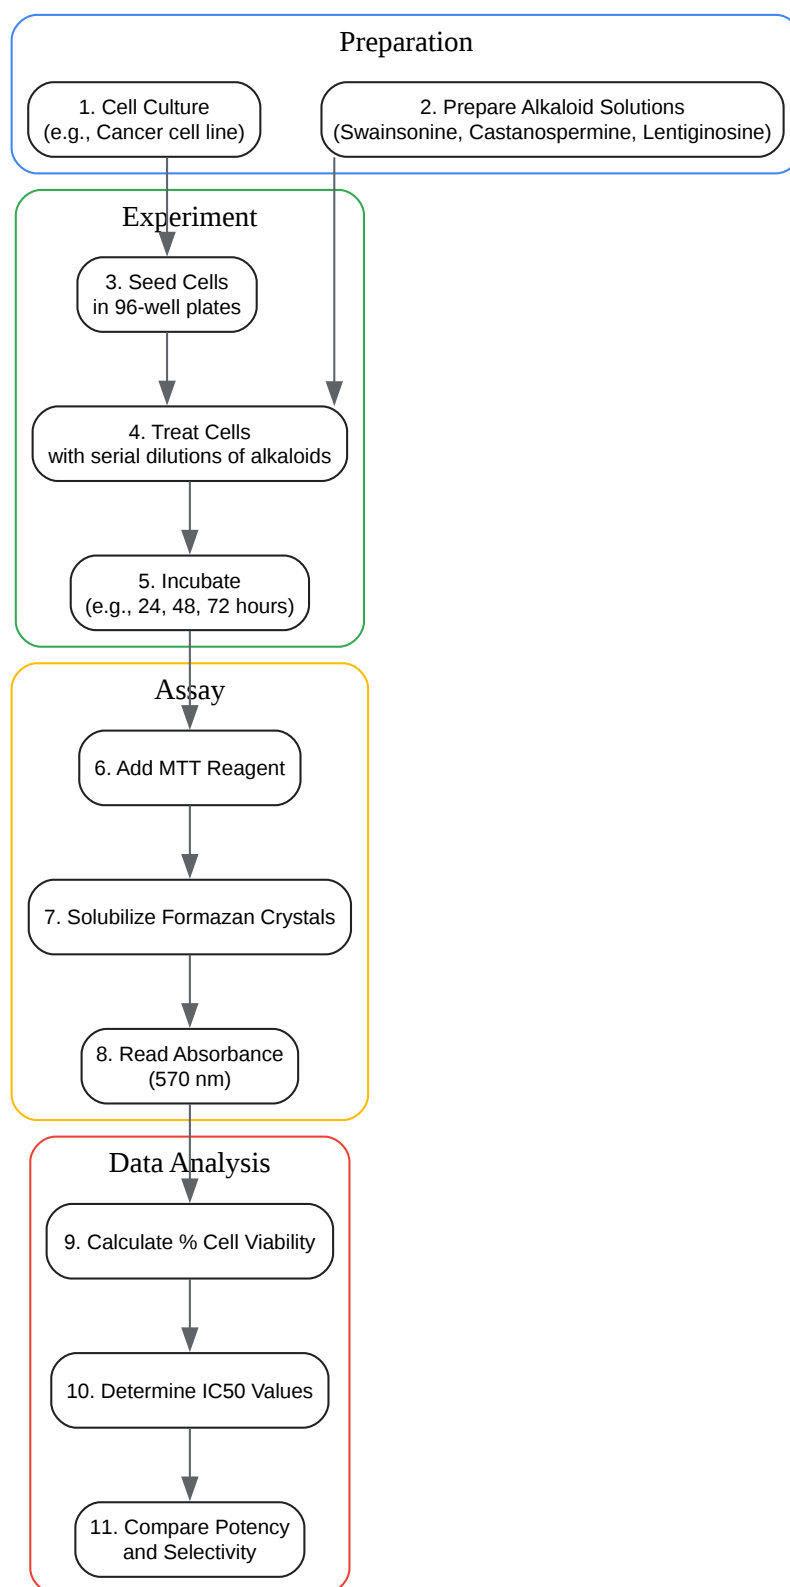 Preparation
1. Cell Culture
(e.g., Cancer cell line)
2. Prepare Alkaloid Solutions
(Swainsonine, Castanospermine, Lentiginosine)
Experiment
3. Seed Cells
in 96-well plates
4. Treat Cells
with serial dilutions of alkaloids
5. Incubate
(e.g., 24, 48, 72 hours)
Assay
6. Add MTT Reagent
7. Solubilize Formazan Crystals
8. Read Absorbance
(570 nm)
Data Analysis
9. Calculate % Cell Viability
10. Determine IC50 Values
11. Compare Potency
and Selectivity